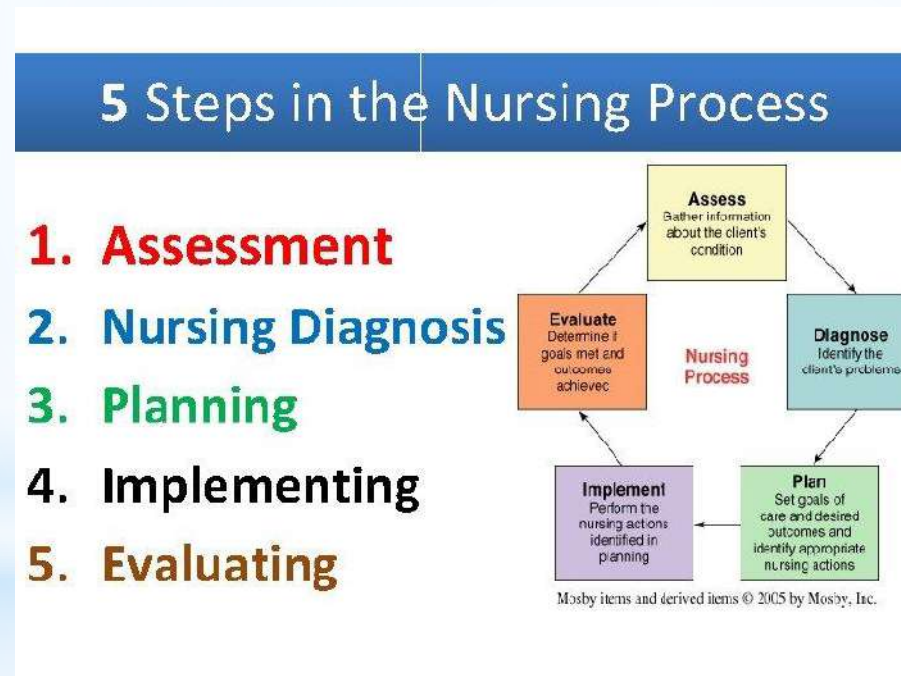 5 Steps in the Nursing Process
1. Assessment
2. Nursing Diagnosis
3. Planning
4. Implementing
5. Evaluating
Assess
Gather information
about the client's
condition
Diagnose
Identify the
client's problems
Plan
Set goals of
care and desired
outcomes and
identify appropriate
nursing actions
Implement
Perform the
nursing actions
identified in
planning
Evaluate
Determine if
goals met and
outcomes
achieved
Nursing
Process
Mosby items and derived items © 2005 by Mosby, Inc.